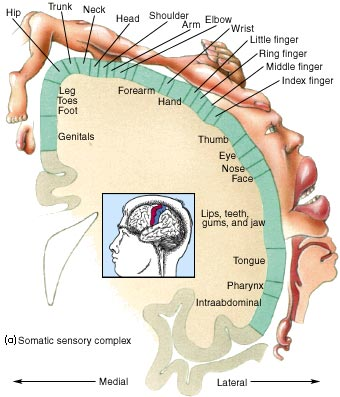 Hip
Trunk
Neck
Head
Shoulder
Arm
Elbow
Wrist
Little finger
Ring finger
Middle finger
Index finger
Leg
Toes
Foot
Genitals
Forearm
Hand
Thumb
Eye
Nose
Face
Lips, teeth,
gums, and jaw
Tongue
Pharynx
Intraabdominal
(a) Somatic sensory complex
Medial
Lateral